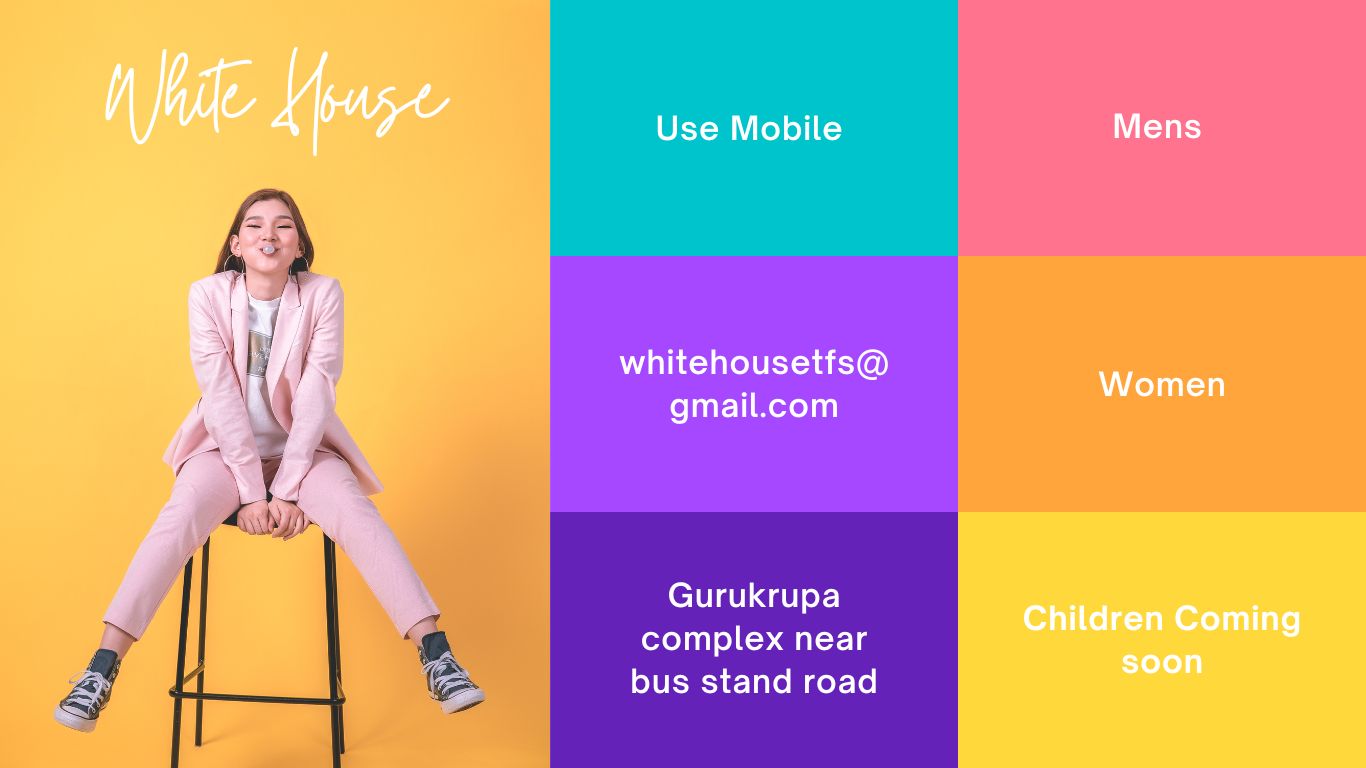 White House
Use Mobile
Mens
whitehousetfs@
gmail.com
Women
Gurukrupa
complex near
bus stand road
Children Coming
soon